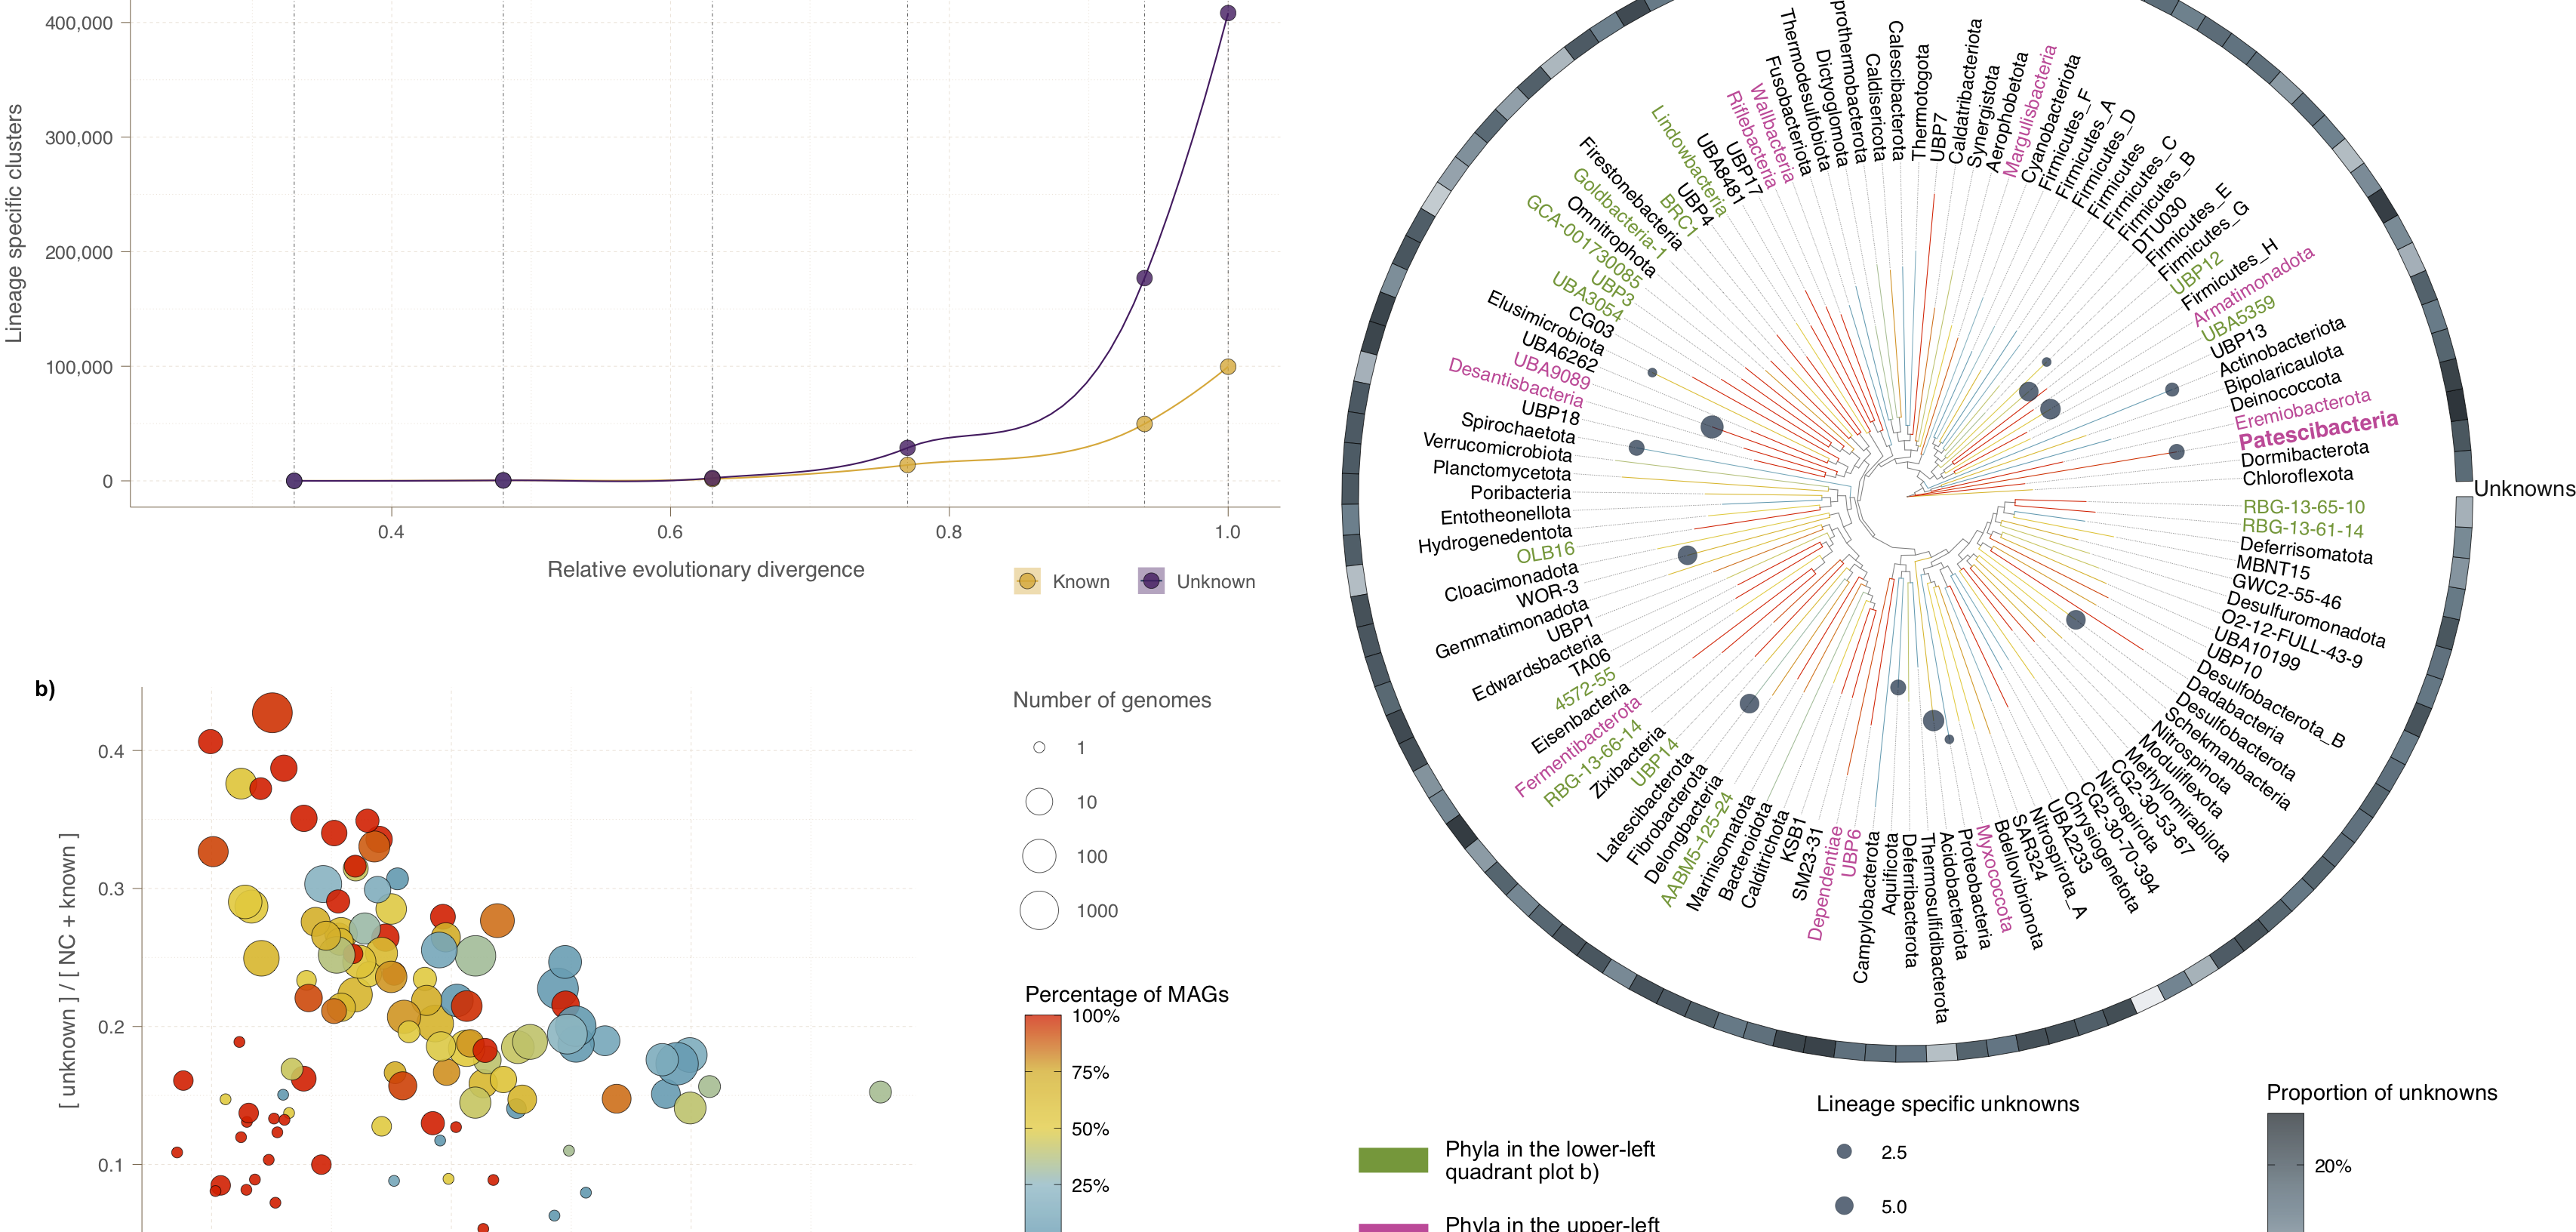 400,000
300,000
200,000
100,000
0
Lineage specific clusters
0.4
0.6
0.8
1.0
Relative evolutionary divergence
Known
Unknown
b)
0.4
0.3
0.2
0.1
[ unknown ] / [ NC + known ]
Number of genomes
1
10
100
1000
Percentage of MAGs
100%
75%
50%
25%
Chloroflexota
Dormibacterota
Patescibacteria
Eremiobacterota
Deinococcota
Bipolaricaulota
Actinobacteriota
UBP13
UBA5359
Armatimonadota
Firmicutes_H
UBP12
Firmicutes_G
Firmicutes_E
DTU030
Firmicutes_B
Firmicutes_C
Firmicutes
Firmicutes_D
Firmicutes_A
Firmicutes_F
Cyanobacteriota
Margulisbacteria
Aerophobetota
Synergistota
Caldatribacteriota
UBP7
Thermotogota
Calescibacterota
Caldisericota
prothermobacterota
Dictyoglomota
Thermodesulfobiota
Fusobacteriota
Wallbacteria
Riflebacteria
UBP17
UBA8481
Lindowbacteria
UBP4
BRC1
Firestonebacteria
Goldbacteria-1
Omnitrophota
GCA-001730085
UBP3
UBA3054
CG03
Elusimicrobiota
UBA6262
UBA9089
Desantisbacteria
UBP18
Spirochaetota
Verrucomicrobiota
Planctomycetota
Poribacteria
Entotheonellota
Hydrogenedentota
OLB16
Cloacimonadota
WOR-3
Gemmatimonadota
UBP1
Edwardsbacteria
TA06
4572-55
Eisenbacteria
Fermentibacterota
RBG-13-66-14
Zixibacteria
UBP14
Latescibacterota
Fibrobacterota
Delongbacteria
AABM5-125-24
Marinisomatota
Bacteroidota
Calditrichota
KSB1
SM23-31
Dependentiae
UBP6
Campylobacterota
Aquificota
Deferribacterota
Thermosulfidibacterota
Acidobacteriota
Proteobacteria
Myxococcota
Bdellovibrionota
SAR324
Nitrospirota_A
UBA2233
Chrysiogenetota
CG2-30-70-394
Nitrospirota
CG2-30-53-67
Methylomirabilota
Moduliflexota
Nitrospinota
Schekmanbacteria
Desulfobacterota
Dadabacteria
Desulfobacterota_B
UBP10
UBA10199
O2-12-FULL-43-9
Desulfuromonadota
GWC2-55-46
MBNT15
Deferrisomatota
RBG-13-61-14
RBG-13-65-10
Unknowns
Phyla in the lower-left
quadrant plot b)
Phyla in the upper-left
Lineage specific unknowns
2.5
5.0
Proportion of unknowns
20%